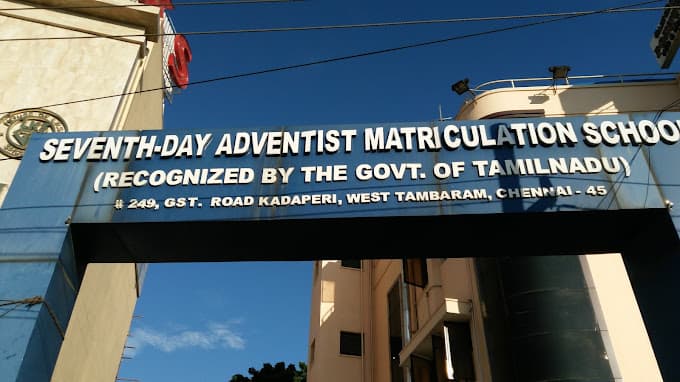 SEVENTH-DAY ADVENTIST MATRICULATION SCHOOL
(RECOGNIZED BY THE GOVT. OF TAMILNADU)
# 249, GST. ROAD KADAPERI, WEST TAMBARAM, CHENNAI - 45